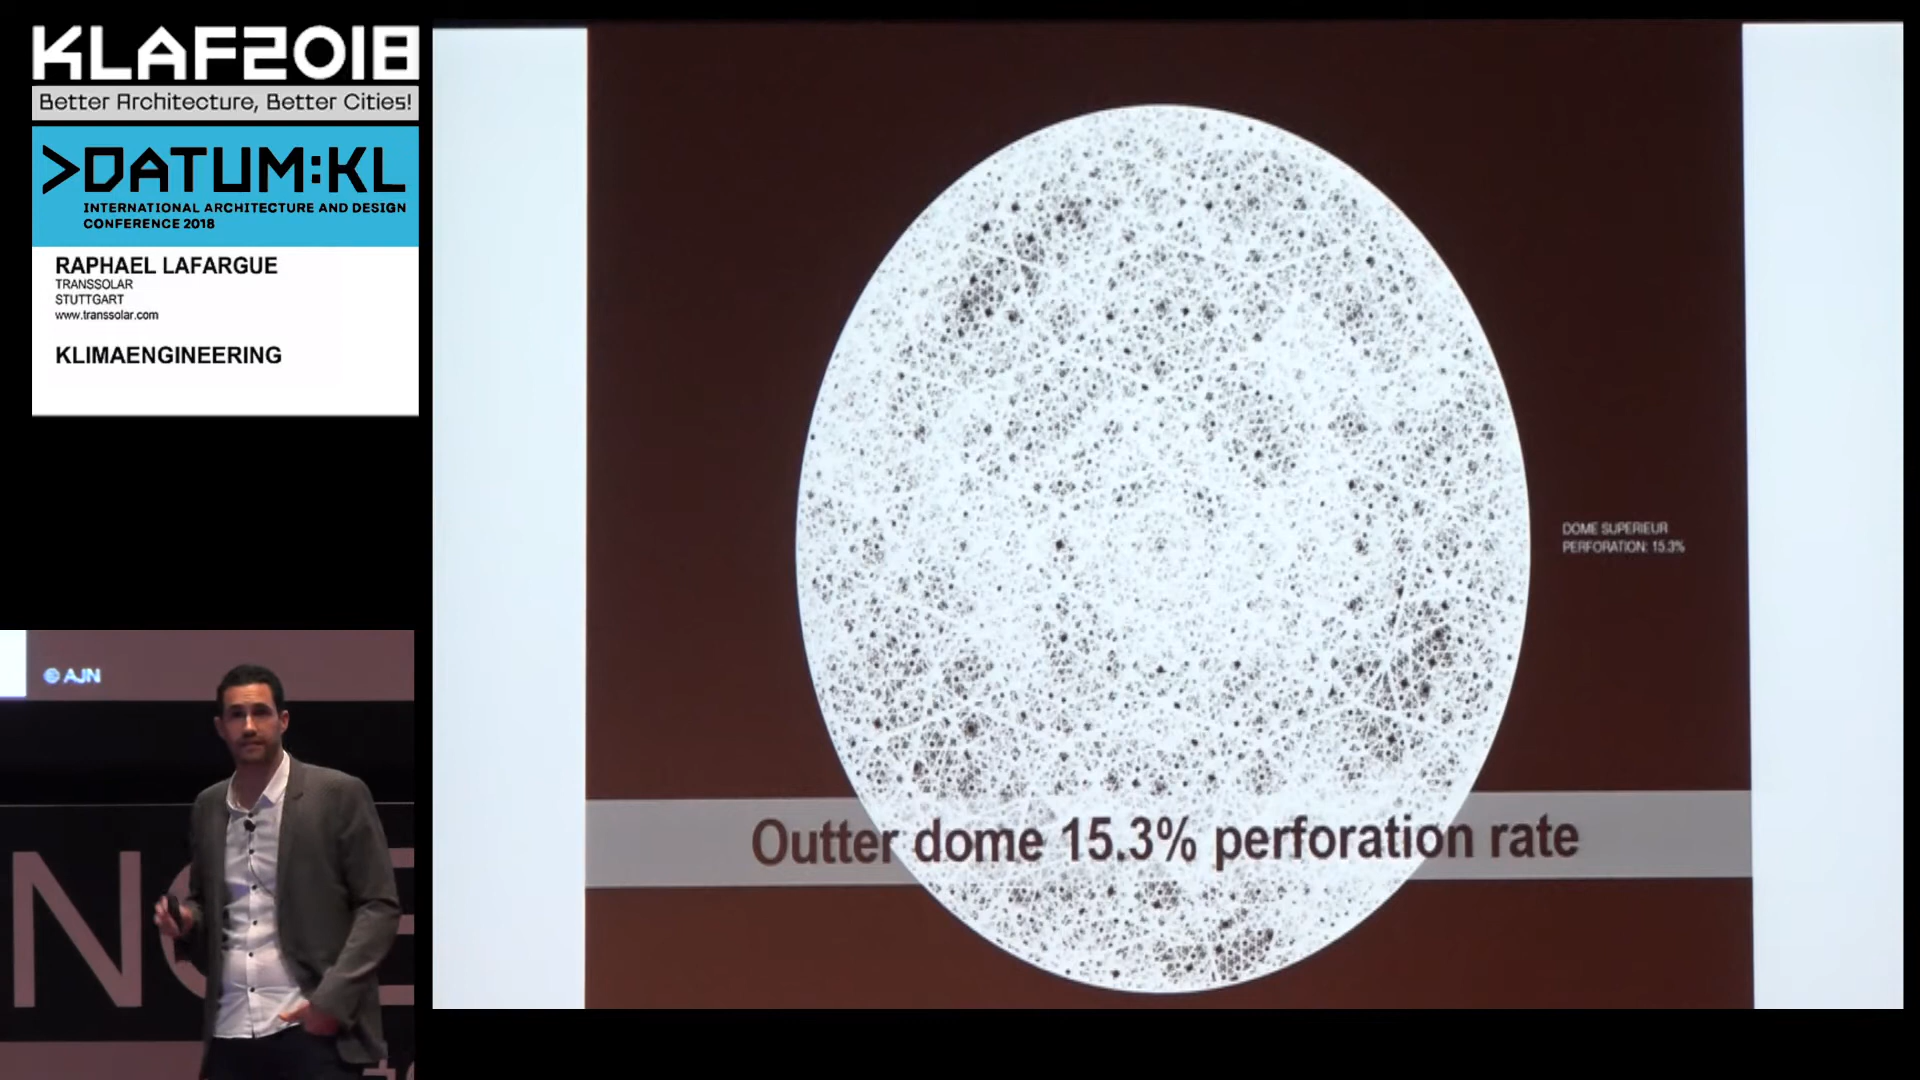 KLAF2018
Better Architecture, Better Cities!
>DATUM:KL
INTERNATIONAL ARCHITECTURE AND DESIGN
CONFERENCE 2018
RAPHAEL LAFARGUE
TRANSSOLAR
STUTTGART
www.transsolar.com
KLIMAENGINEERING
© AJN
DOME SUPERIEUR
PERFORATION: 15.3%
Outter dome 15.3% perforation rate